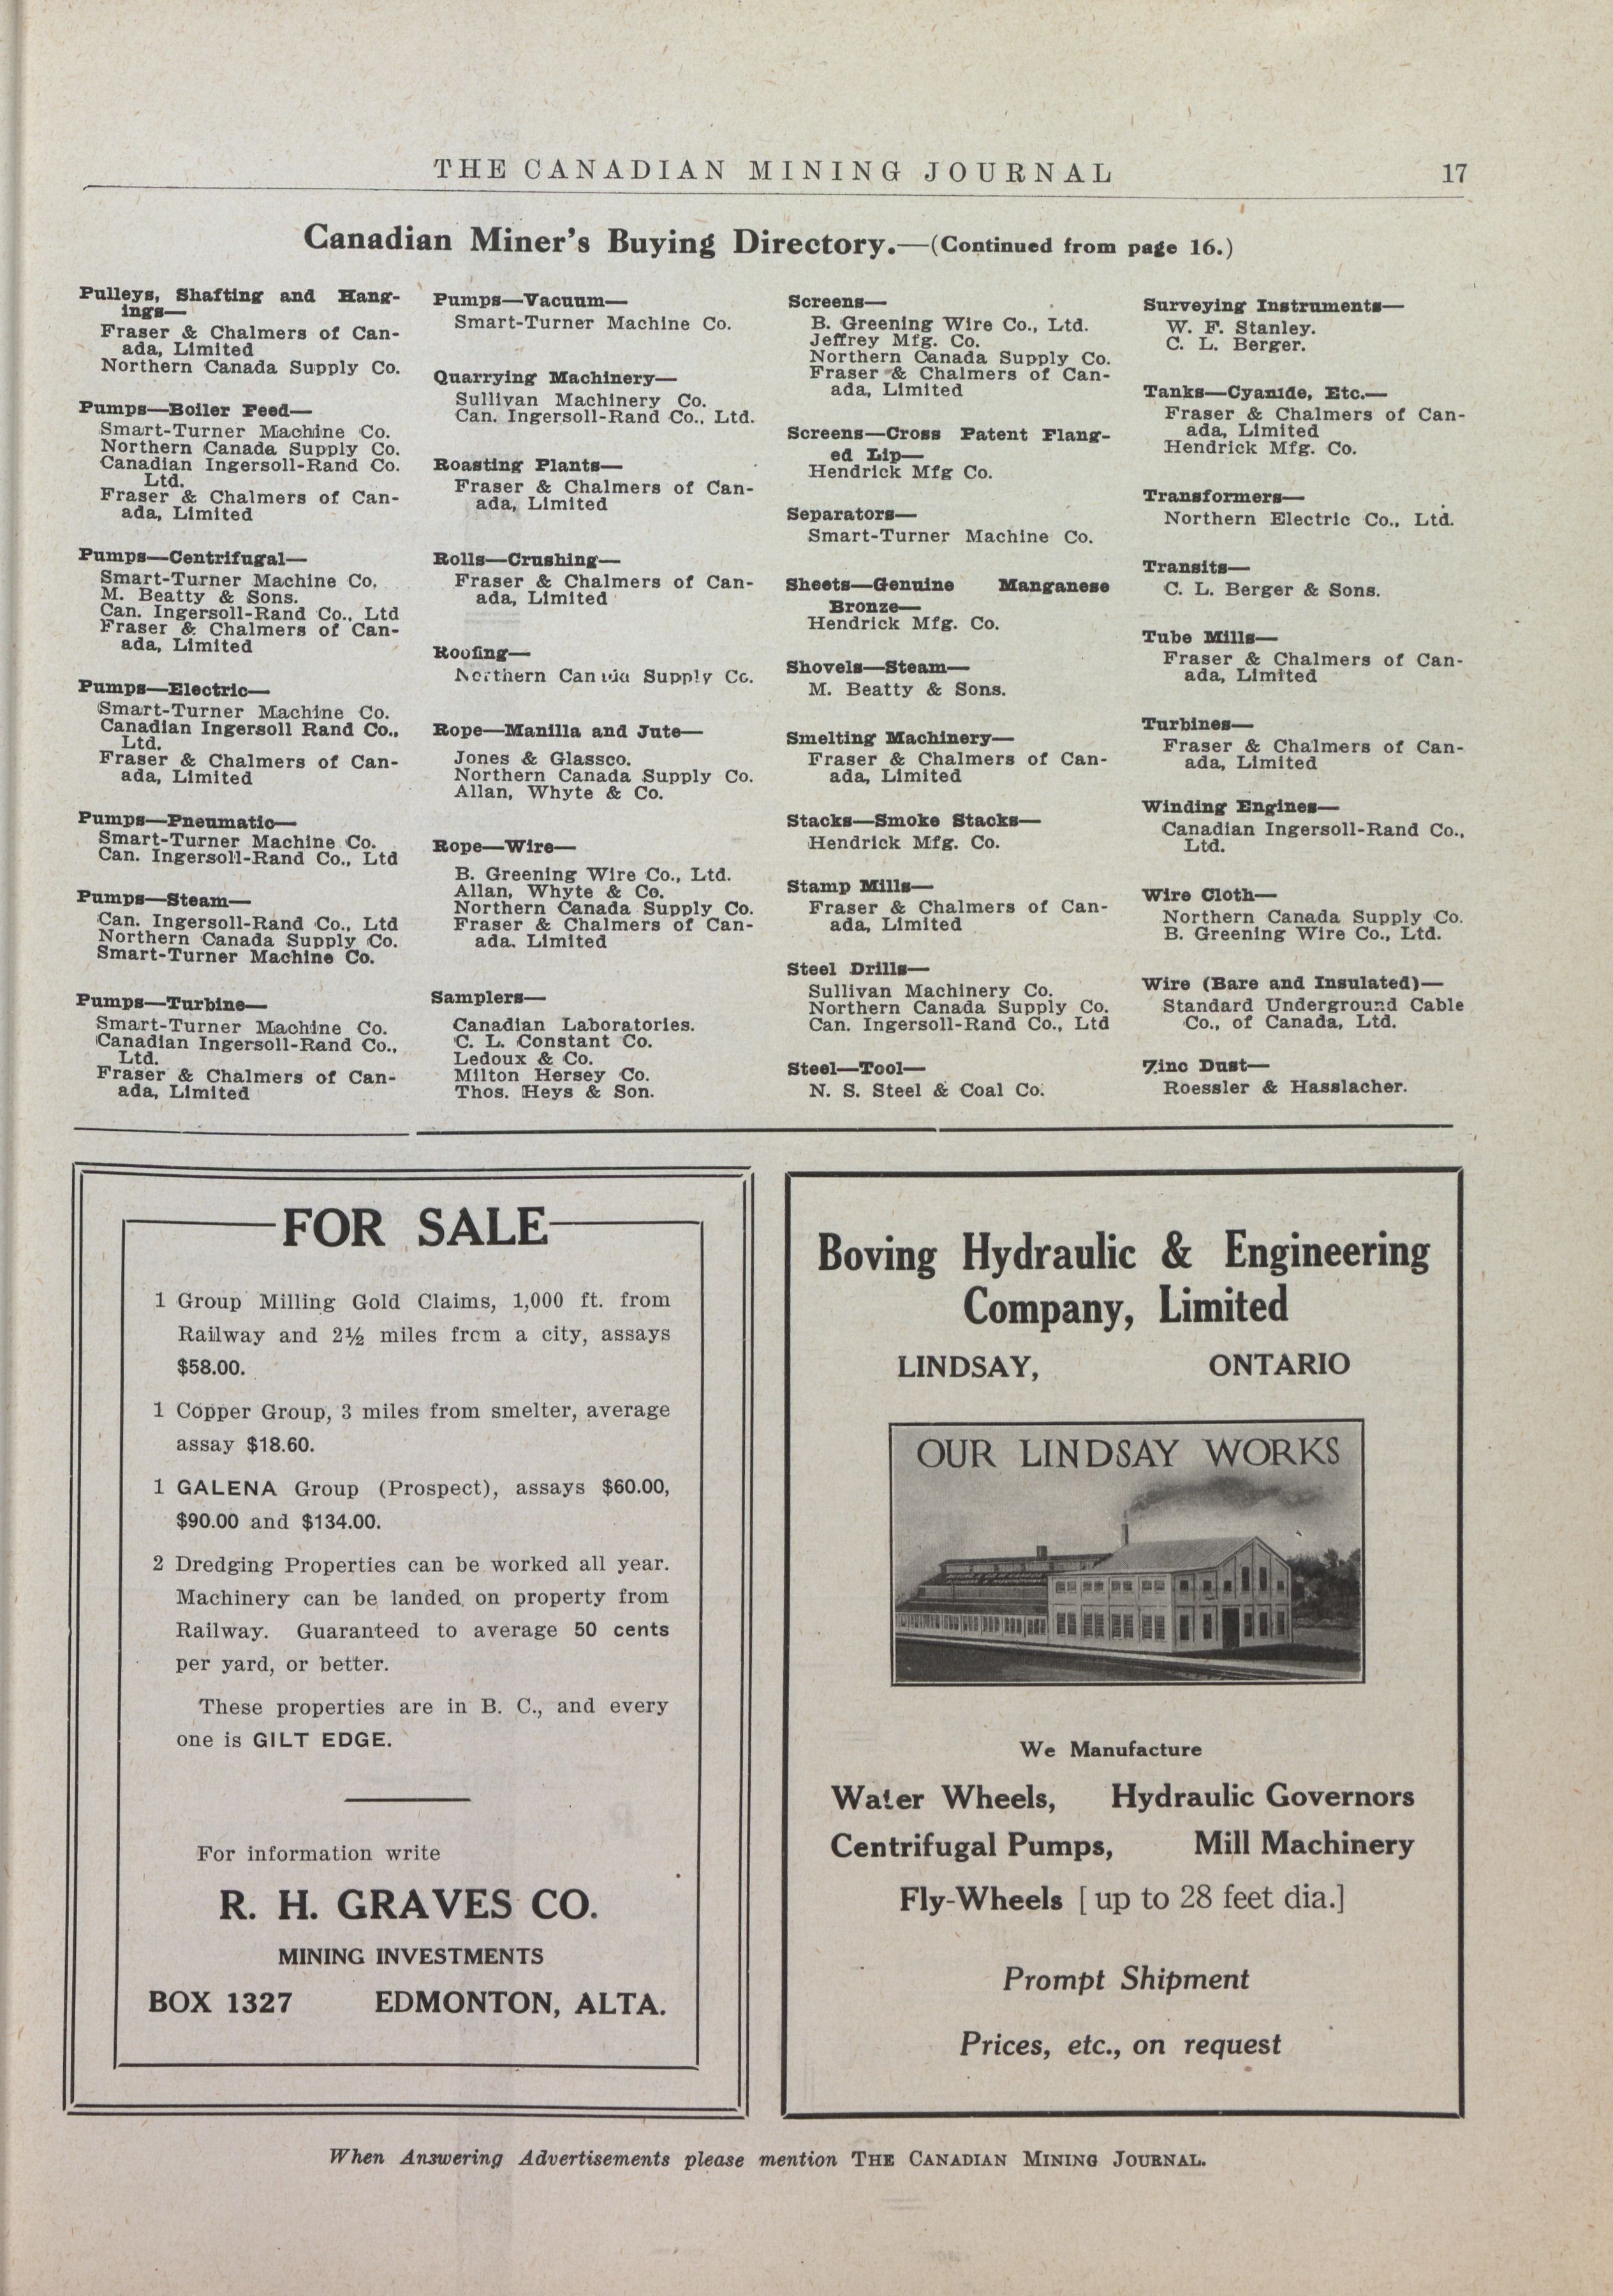 THE CANADIAN MINING JOURNAL 17
Canadian Miner's Buying Directory.—(Continued from page 16.)
Pulleys, Shafting and Hang-
ings—
Fraser & Chalmers of Can-
ada, Limited
Northern Canada Supply Co.
Pumps—Boiler Feed—
Smart-Turner Machine Co.
Northern Canada Supply Co.
Canadian Ingersoll-Rand Co.
Ltd.
Fraser & Chalmers of Can-
ada, Limited
Pumps—Centrifugal—
Smart-Turner Machine Co.
M. Beatty & Sons.
Can. Ingersoll-Rand Co., Ltd
Fraser & Chalmers of Can-
ada, Limited
Pumps—Electric—
Smart-Turner Machine Co.
Canadian Ingersoll Rand Co.,
Ltd.
Fraser & Chalmers of Can-
ada, Limited
Pumps—Pneumatic—
Smart-Turner Machine Co.
Can. Ingersoll-Rand Co., Ltd
Pumps—Steam—
Can. Ingersoll-Rand Co., Ltd
Northern Canada Supply Co.
Smart-Turner Machine Co.
Pumps—Turbine—
Smart-Turner Machine Co.
Canadian Ingersoll-Rand Co.,
Ltd.
Fraser & Chalmers of Can-
ada, Limited
Pumps—Vacuum—
Smart-Turner Machine Co.
Quarrying Machinery—
Sullivan Machinery Co.
Can. Ingersoll-Rand Co., Ltd.
Roasting Plants—
Fraser & Chalmers of Can-
ada, Limited
Rolls—Crushing—
Fraser & Chalmers of Can-
ada, Limited
Roofing—
Northern Canada Supply Co.
Rope—Manilla and Jute—
Jones & Glassco.
Northern Canada Supply Co.
Allan, Whyte & Co.
Rope—Wire—
B. Greening Wire Co., Ltd.
Allan, Whyte & Co.
Northern Canada Supply Co.
Fraser & Chalmers of Can-
ada. Limited
Samplers—
Canadian Laboratories.
C. L. Constant Co.
Ledoux & Co.
Milton Hersey Co.
Thos. Heys & Son.
Screens—
B. Greening Wire Co., Ltd.
Jeffrey Mfg. Co.
Northern Canada Supply Co.
Fraser & Chalmers of Can-
ada, Limited
Screens—Cross Patent Flang-
ed Lip—
Hendrick Mfg Co.
Separators—
Smart-Turner Machine Co.
Sheets—Genuine Manganese
Bronze—
Hendrick Mfg. Co.
Shovels—Steam—
M. Beatty & Sons.
Smelting Machinery—
Fraser & Chalmers of Can-
ada, Limited
Stacks—Smoke Stacks—
Hendrick Mfg. Co.
Stamp Mills—
Fraser & Chalmers of Can-
ada, Limited
Steel Drills—
Sullivan Machinery Co.
Northern Canada Supply Co.
Can. Ingersoll-Rand Co., Ltd
Steel—Tool—
N. S. Steel & Coal Co.
Surveying Instruments—
W. F. Stanley.
C. L. Berger.
Tanks—Cyanide, Etc.—
Fraser & Chalmers of Can-
ada, Limited
Hendrick Mfg. Co.
Transformers—
Northern Electric Co., Ltd.
Transits—
C. L. Berger & Sons.
Tube Mills—
Fraser & Chalmers of Can-
ada, Limited
Turbines—
Fraser & Chalmers of Can-
ada, Limited
Winding Engines—
Canadian Ingersoll-Rand Co.,
Ltd.
Wire Cloth—
Northern Canada Supply Co.
B. Greening Wire Co., Ltd.
Wire (Bare and Insulated)—
Standard Underground Cable
Co., of Canada, Ltd.
Zinc Dust—
Roessler & Hasslacher.
FOR SALE
1 Group Milling Gold Claims, 1,000 ft. from
Railway and 2½ miles from a city, assays
$58.00.
1 Copper Group, 3 miles from smelter, average
assay $18.60.
1 GALENA Group (Prospect), assays $60.00,
$90.00 and $134.00.
2 Dredging Properties can be worked all year.
Machinery can be landed on property from
Railway. Guaranteed to average 50 cents
per yard, or better.
These properties are in B. C., and every
one is GILT EDGE.
For information write
R. H. GRAVES CO.
MINING INVESTMENTS
BOX 1327 EDMONTON, ALTA.
Boving Hydraulic & Engineering
Company, Limited
LINDSAY, ONTARIO
OUR LINDSAY WORKS
We Manufacture
Water Wheels, Hydraulic Governors
Centrifugal Pumps, Mill Machinery
Fly-Wheels [up to 28 feet dia.]
Prompt Shipment
Prices, etc., on request
When Answering Advertisements please mention THE CANADIAN MINING JOURNAL.